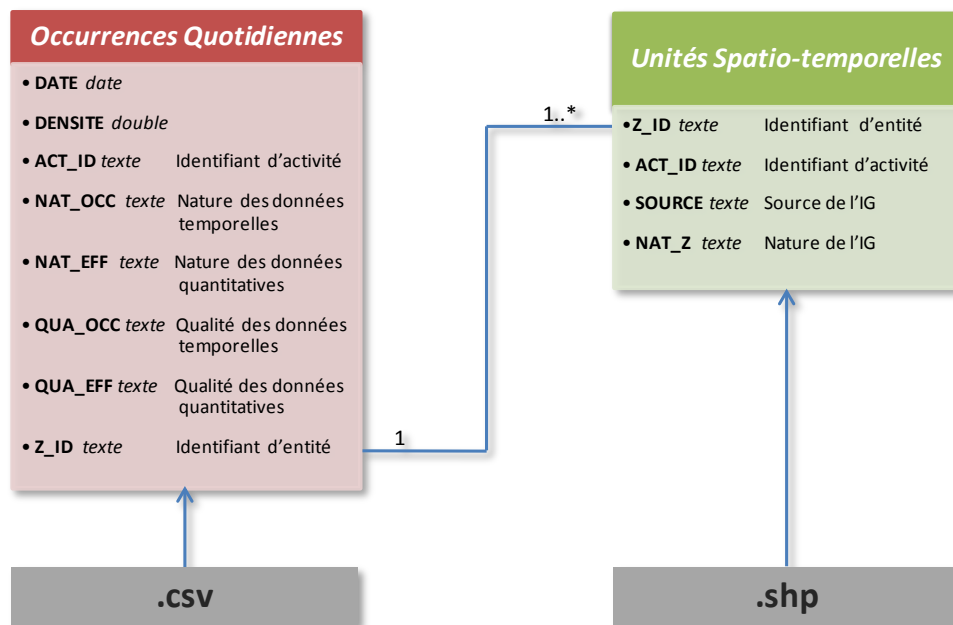 Occurrences Quotidiennes
• DATE date
• DENSITE double
• ACT_ID texte Identifiant d'activité
• NAT_OCC texte Nature des données
temporelles
• NAT_EFF texte Nature des données
quantitatives
• QUA_OCC texte Qualité des données
temporelles
• QUA_EFF texte Qualité des données
quantitatives
• Z_ID texte Identifiant d'entité
1
1..*
Unités Spatio-temporelles
•Z_ID texte Identifiant d'entité
• ACT_ID texte Identifiant d'activité
• SOURCE texte Source de l'IG
• NAT_Z texte Nature de l'IG
.csv
.shp